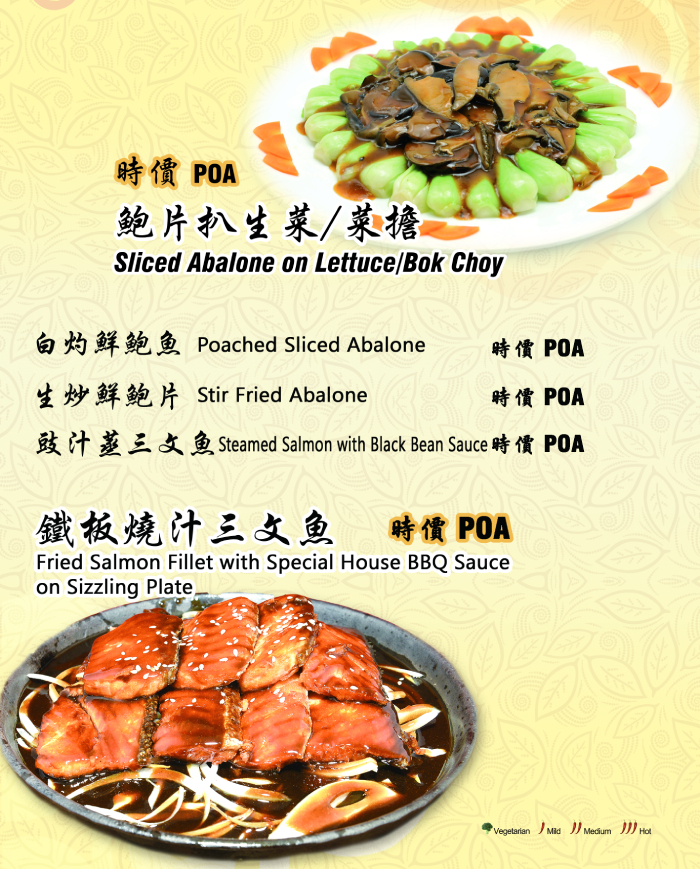 時價 POA
鮑片扒生菜/菜擔
Sliced Abalone on Lettuce/Bok Choy
白灼鮮鮑魚 Poached Sliced Abalone 時價 POA
生炒鮮鮑片 Stir Fried Abalone 時價 POA
豉汁蒸三文魚 Steamed Salmon with Black Bean Sauce 時價 POA
鐵板燒汁三文魚 時價 POA
Fried Salmon Fillet with Special House BBQ Sauce
on Sizzling Plate
Vegetarian Mild Medium Hot